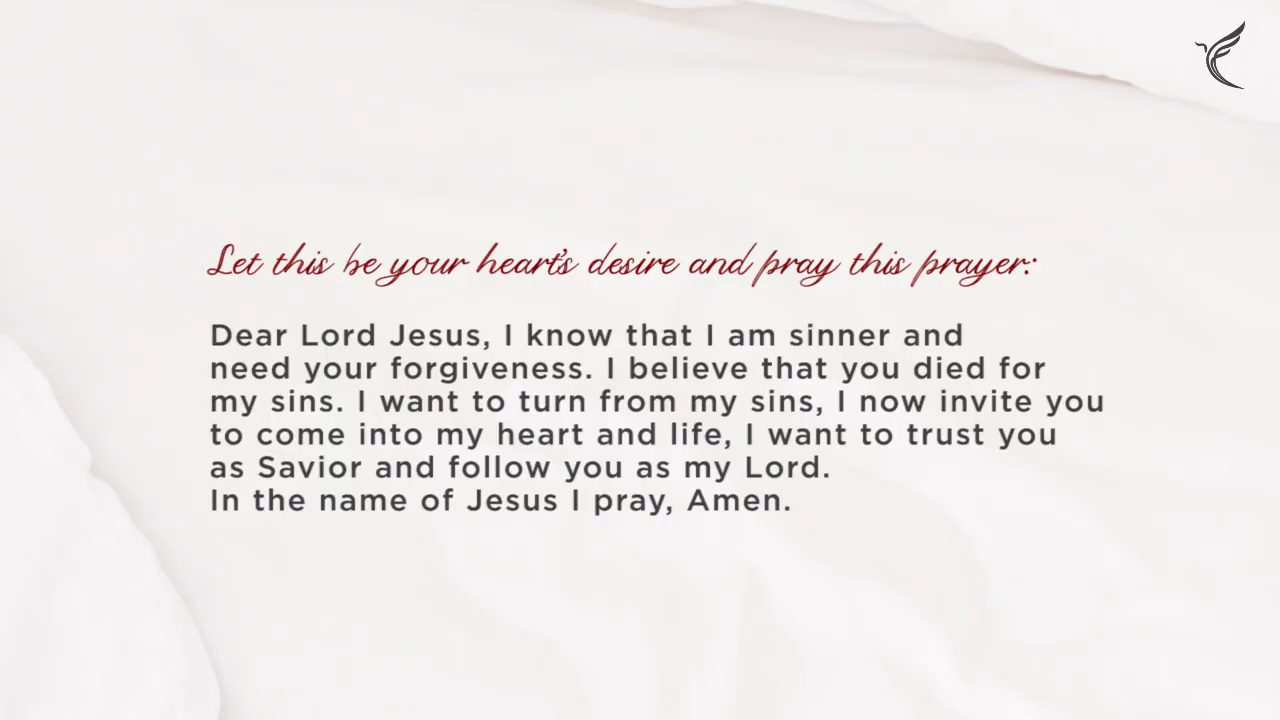 Let this be your heart's desire and pray this prayer:
Dear Lord Jesus, I know that I am sinner and
need your forgiveness. I believe that you died for
my sins. I want to turn from my sins, I now invite you
to come into my heart and life, I want to trust you
as Savior and follow you as my Lord.
In the name of Jesus I pray, Amen.